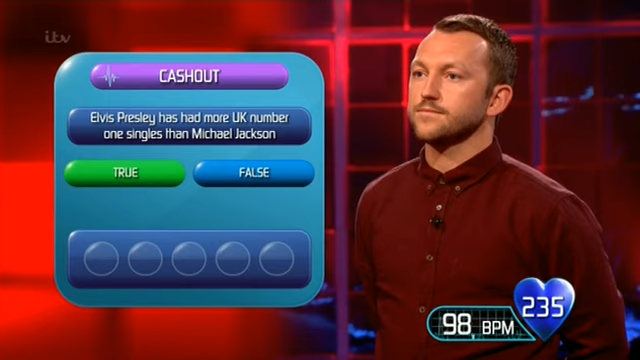 itv
CASHOUT
Elvis Presley has had more UK number
one singles than Michael Jackson
TRUE
FALSE
235
98 BPM